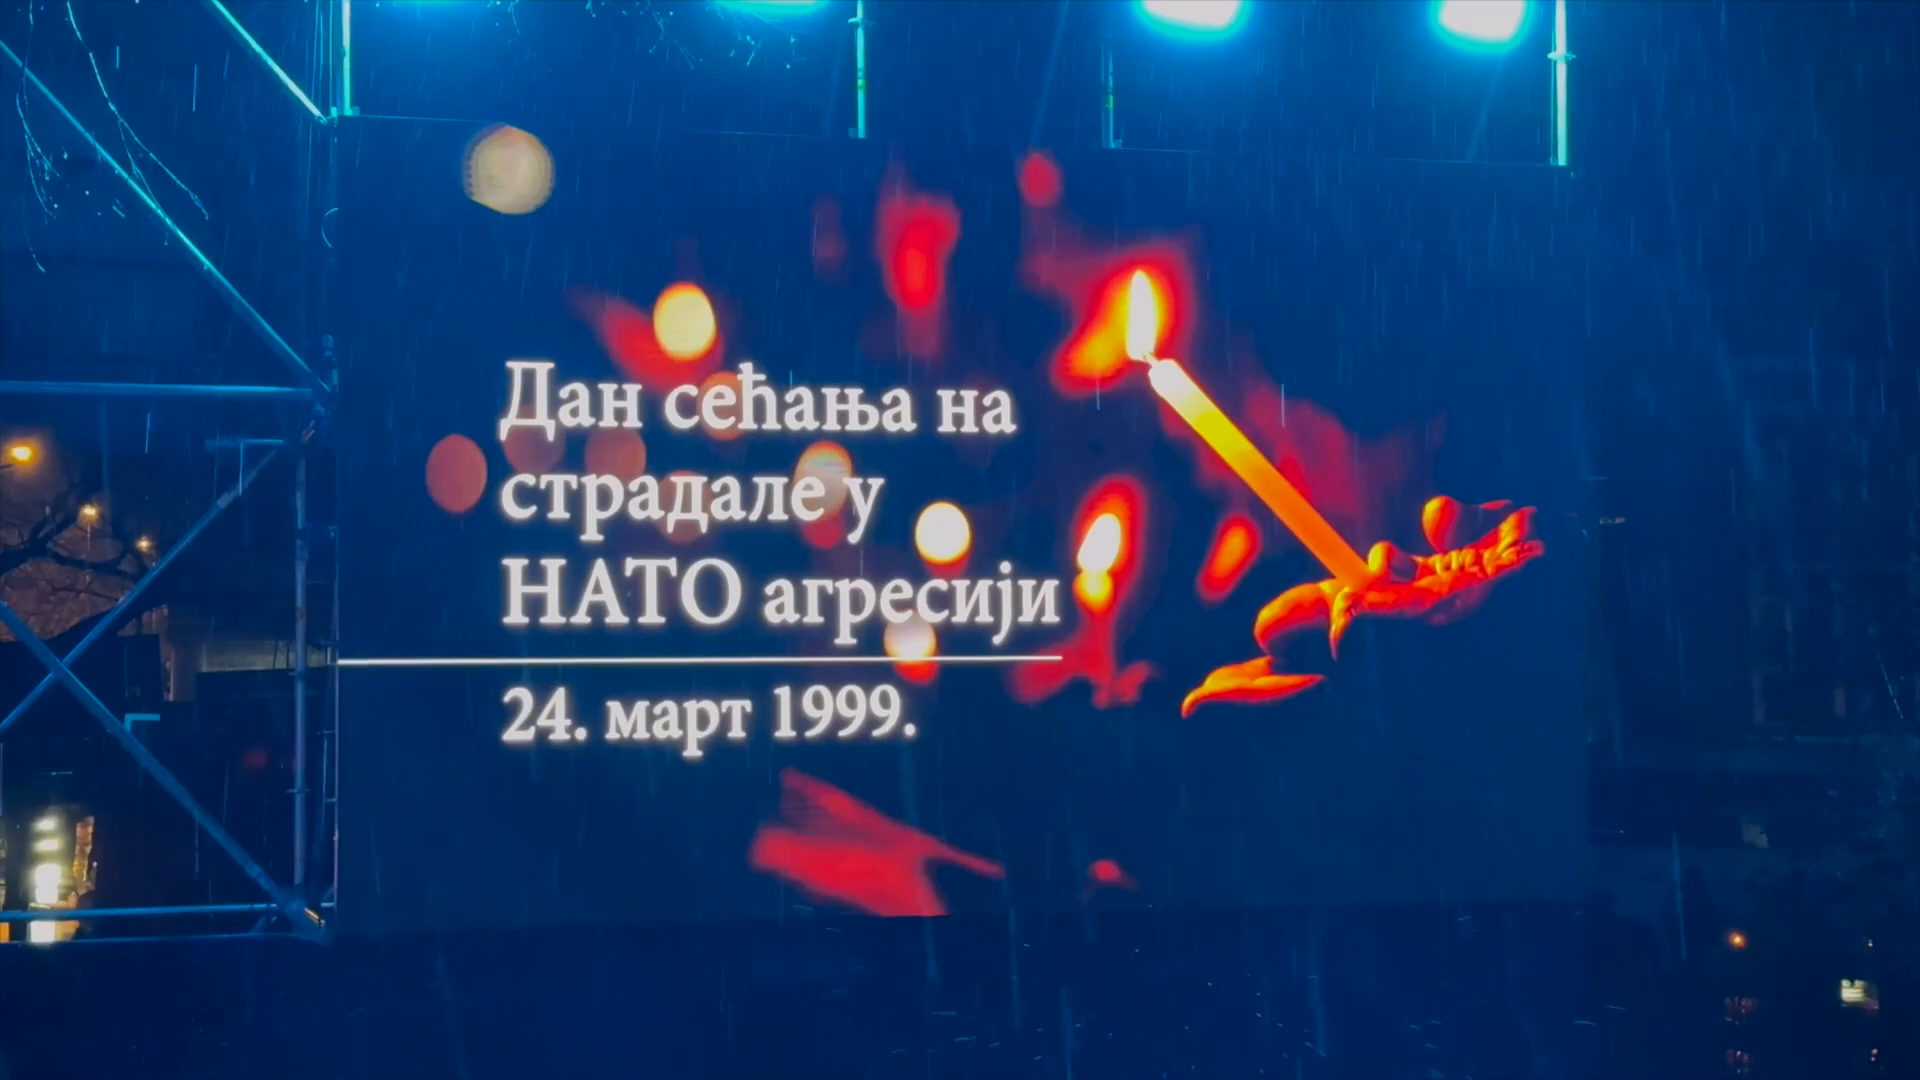 Дан сећања на
страдале у
НАТО агресији
24. март 1999.